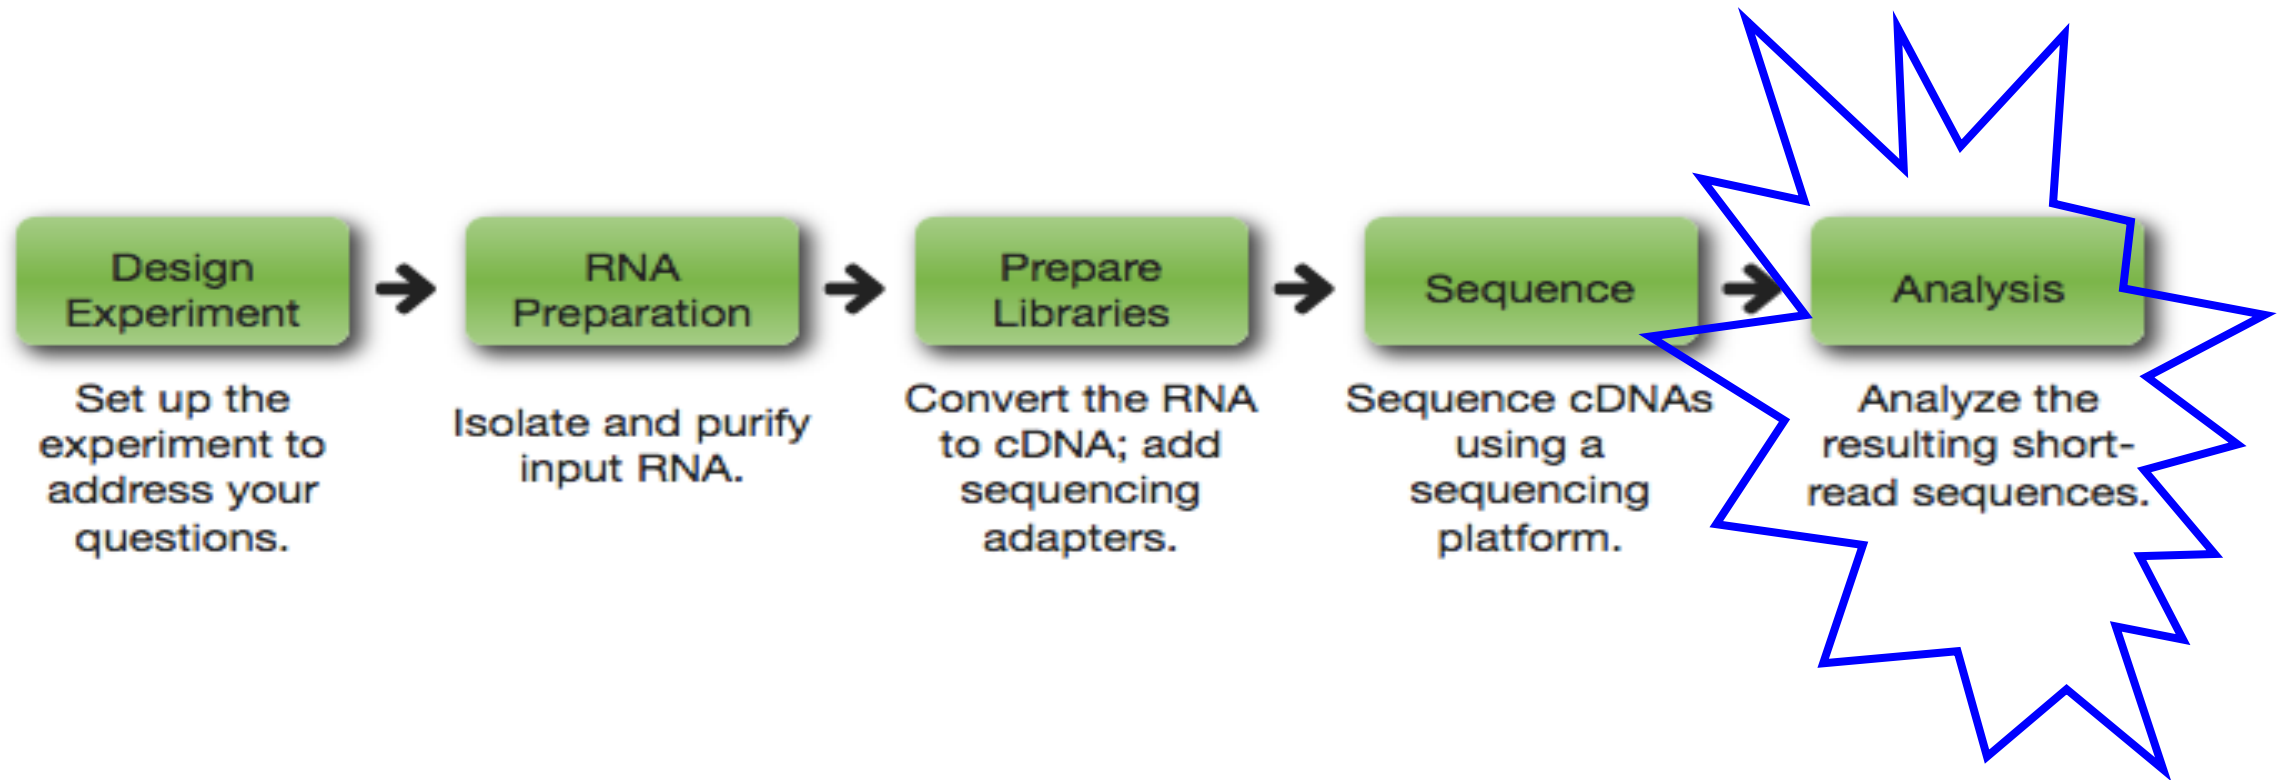 Design
Experiment
Set up the
experiment to
address your
questions.
RNA
Preparation
Isolate and purify
input RNA.
Prepare
Libraries
Convert the RNA
to cDNA; add
sequencing
adapters.
Sequence
Sequence cDNAs
using a
sequencing
platform.
Analysis
Analyze the
resulting short-
read sequences.